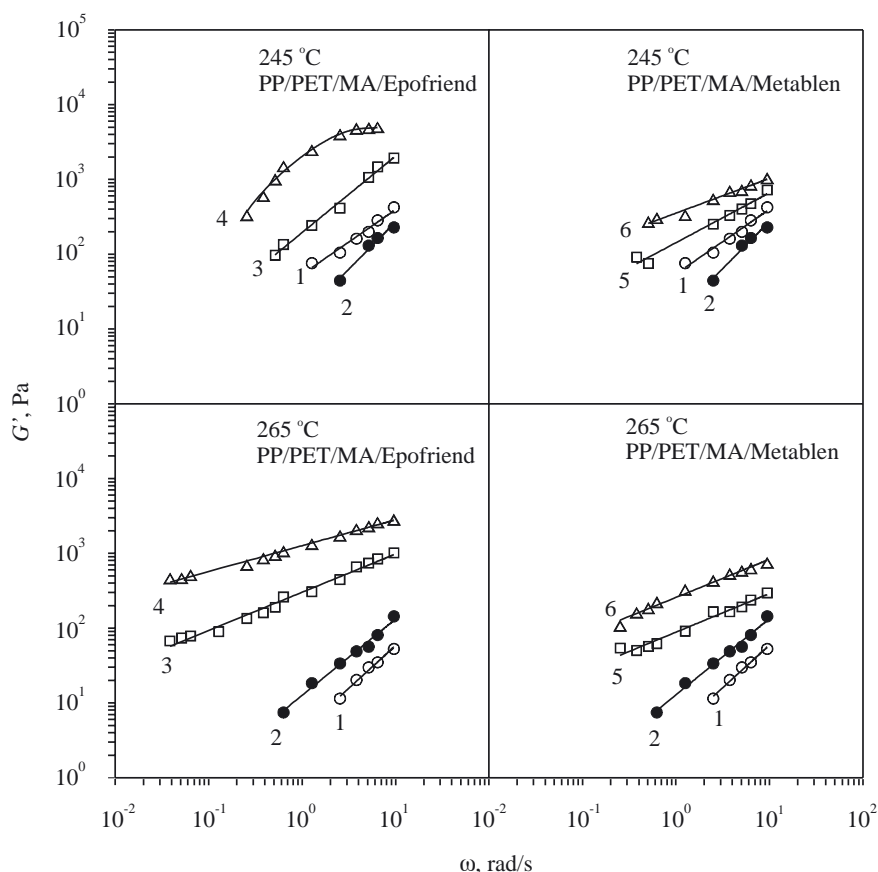 10^5
10^4
10^3
10^2
10^1
10^0
10^4
10^3
10^2
10^1
10^0
G’, Pa
245 °C
PP/PET/MA/Epofriend
4
3
1
2
245 °C
PP/PET/MA/Metablen
6
5
1
2
265 °C
PP/PET/MA/Epofriend
4
3
2
1
265 °C
PP/PET/MA/Metablen
6
5
2
1
10^-2 10^-1 10^0 10^1 10^-2 10^-1 10^0 10^1 10^2
ω, rad/s ω, rad/s